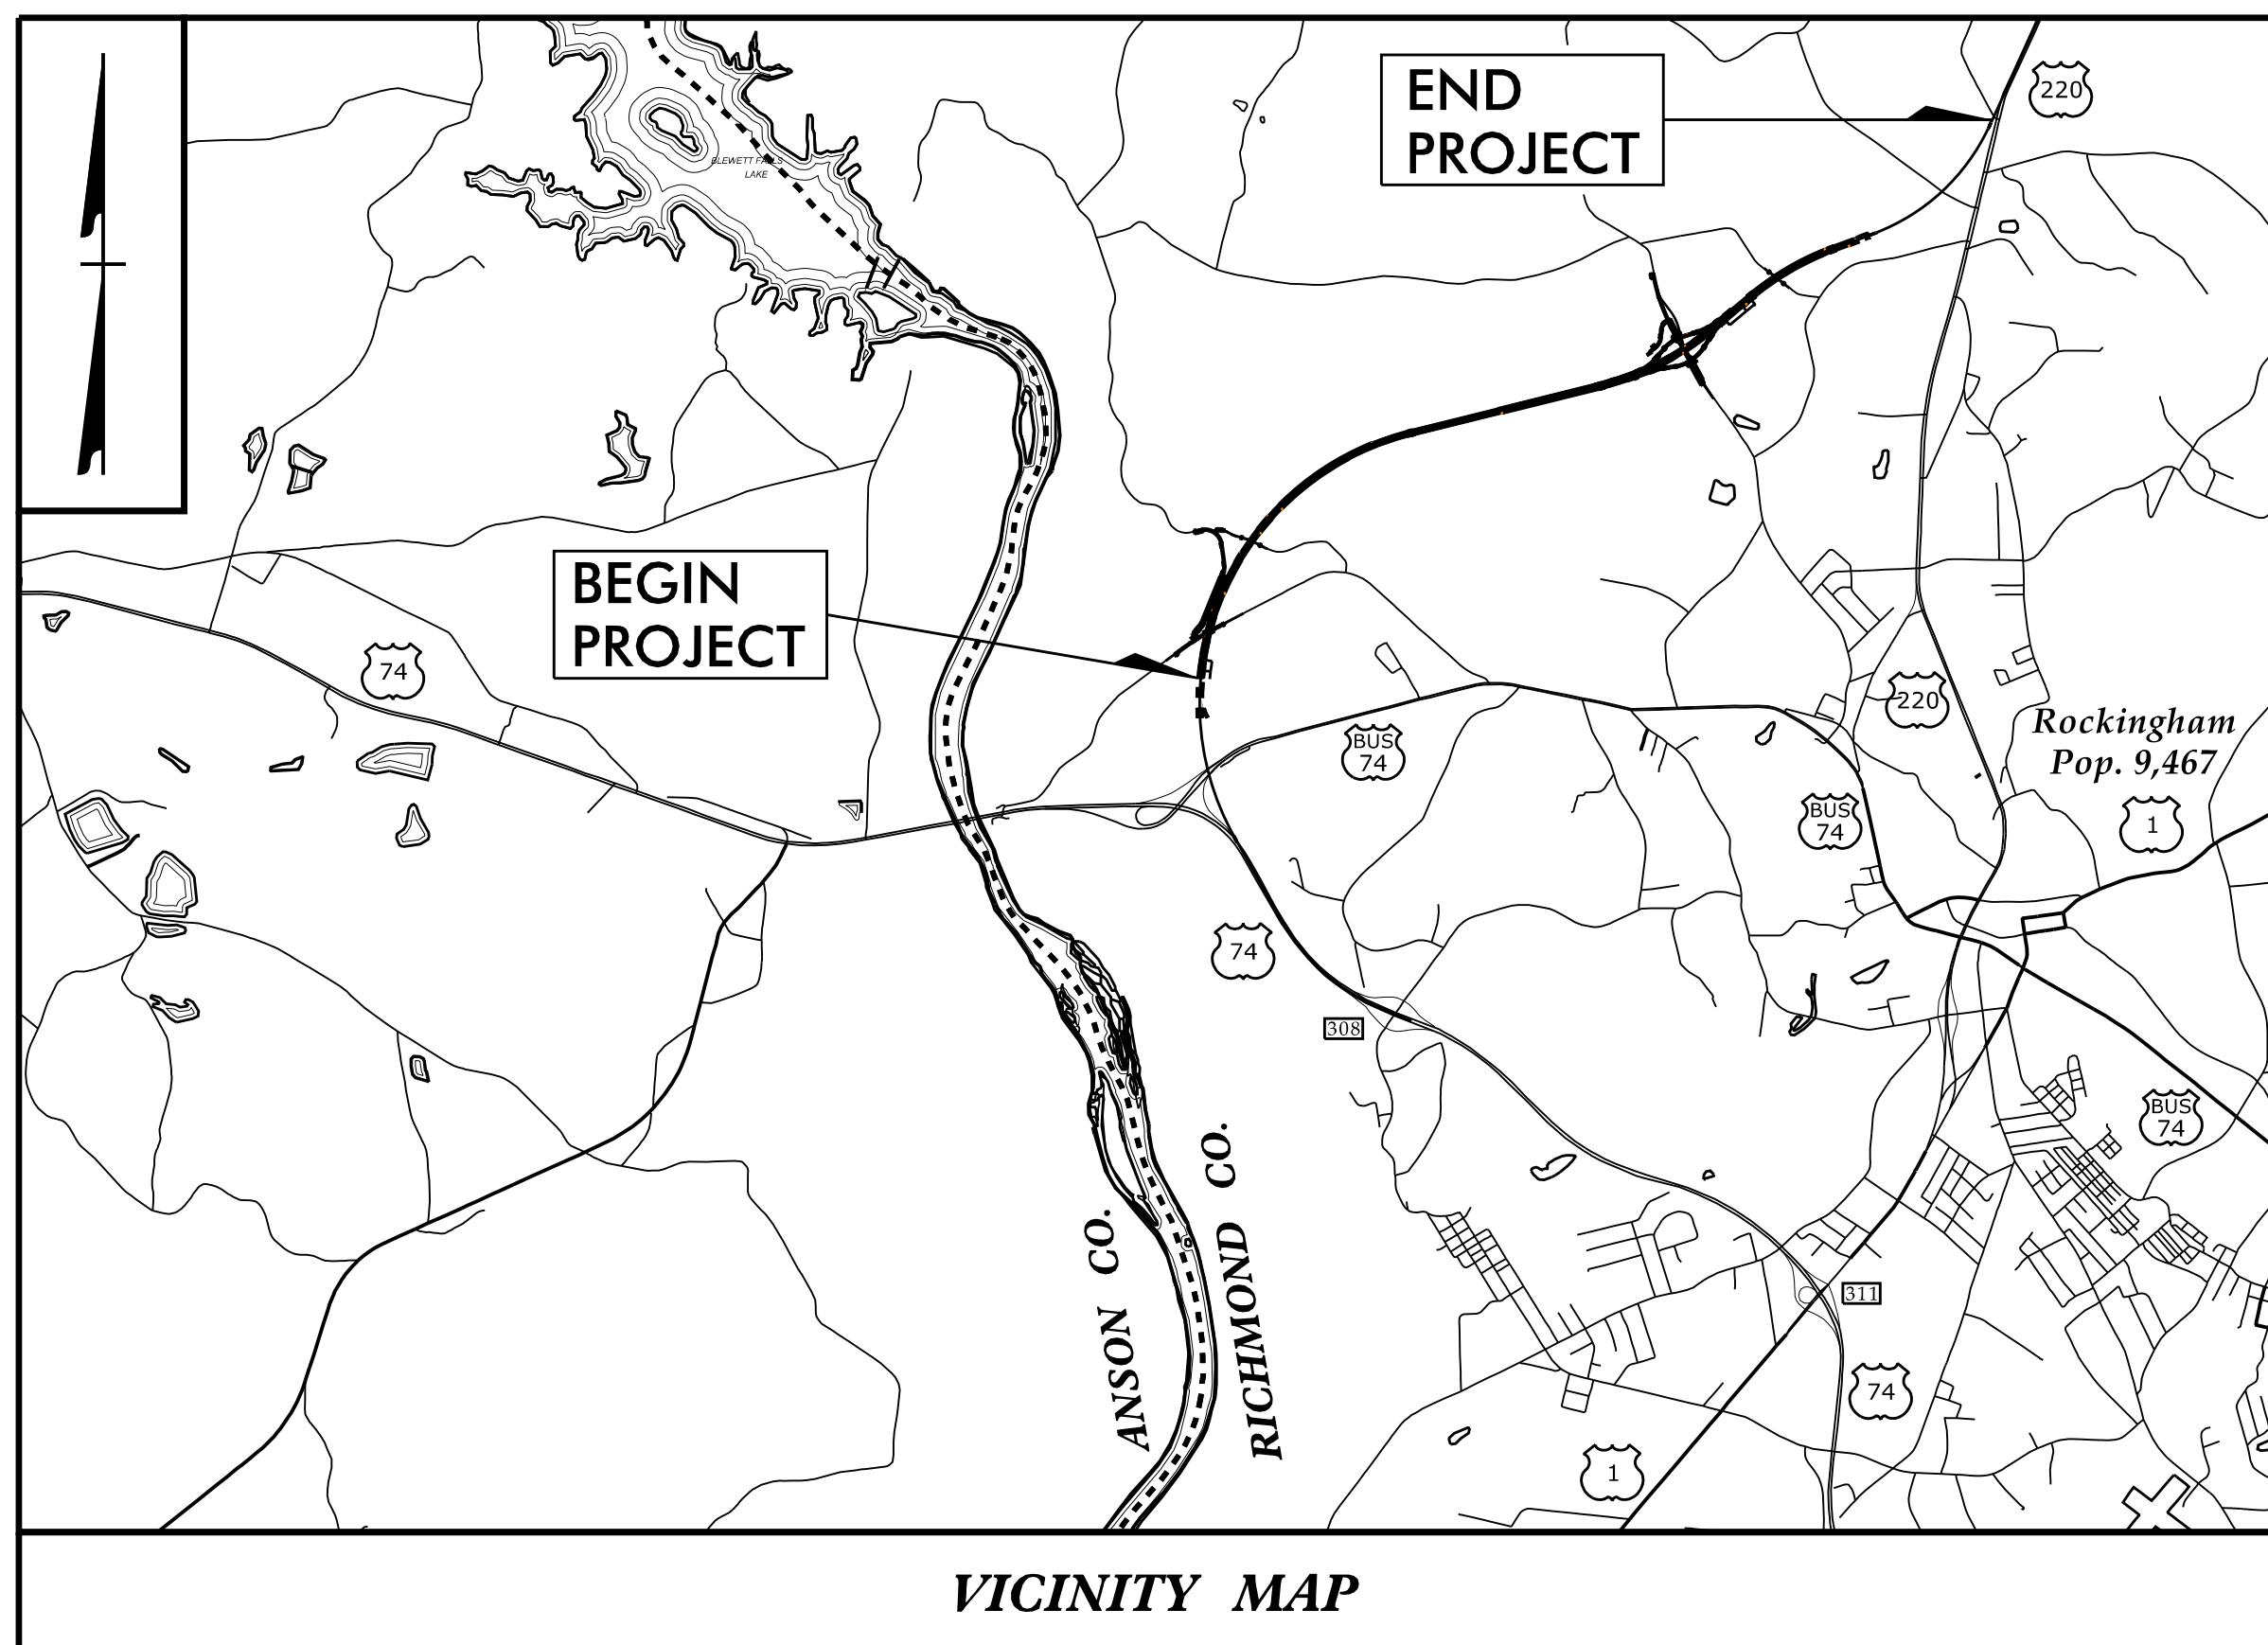 END
PROJECT
220
BLEWETT FALLS
LAKE
BEGIN
PROJECT
74
220
Rockingham
Pop. 9,467
BUS
74
BUS
74
1
74
308
BUS
74
ANSON CO.
RICHMOND CO.
311
74
1
VICINITY MAP